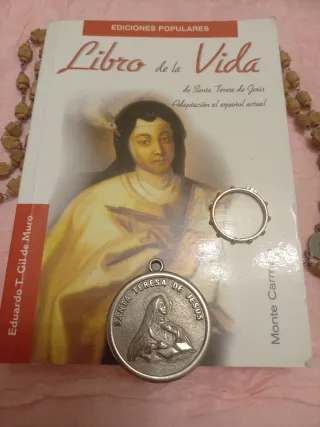 EDICIONES POPULARES
Libro de la Vida
de Santa Teresa de Jesús
Adaptación al español actual
Eduardo T. Gil de Muro
Monte
SANTA TERESA DE JESUS